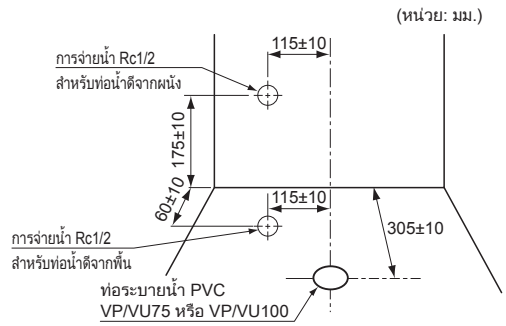 (หน่วย: มม.)
115±10
การจ่ายน้ำ Rc1/2
สำหรับท่อน้ำดีจากผนัง
175±10
60±10
115±10
305±10
การจ่ายน้ำ Rc1/2
สำหรับท่อน้ำดีจากพื้น
ท่อระบายน้ำ PVC
VP/VU75 หรือ VP/VU100